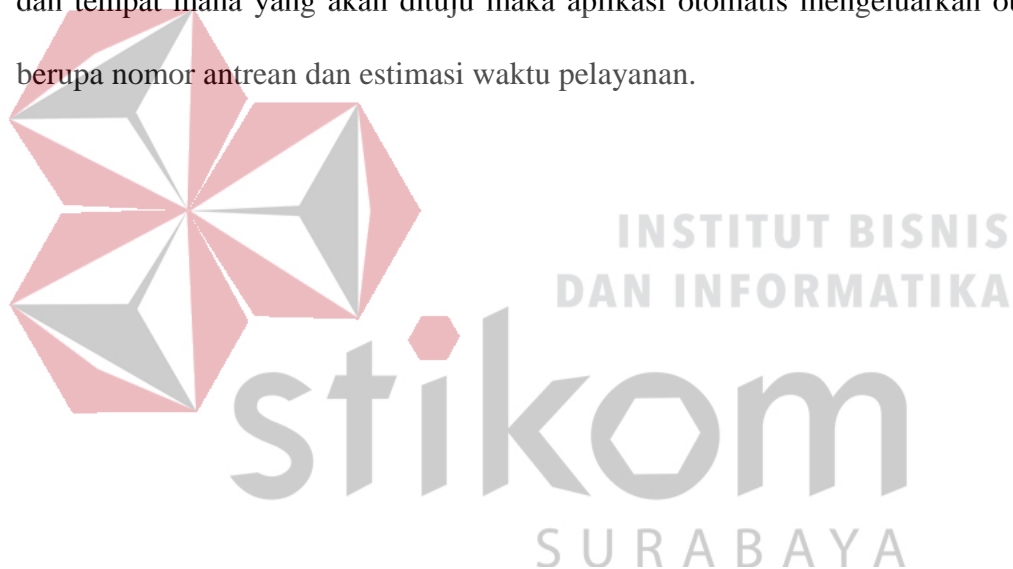 dan tempat mana yang akan dituju maka aplikasi otomatis mengeluarkan
berupa nomor antrean dan estimasi waktu pelayanan.
INSTITUT BISNIS
DAN INFORMATIKA
stikom
SURABAYA